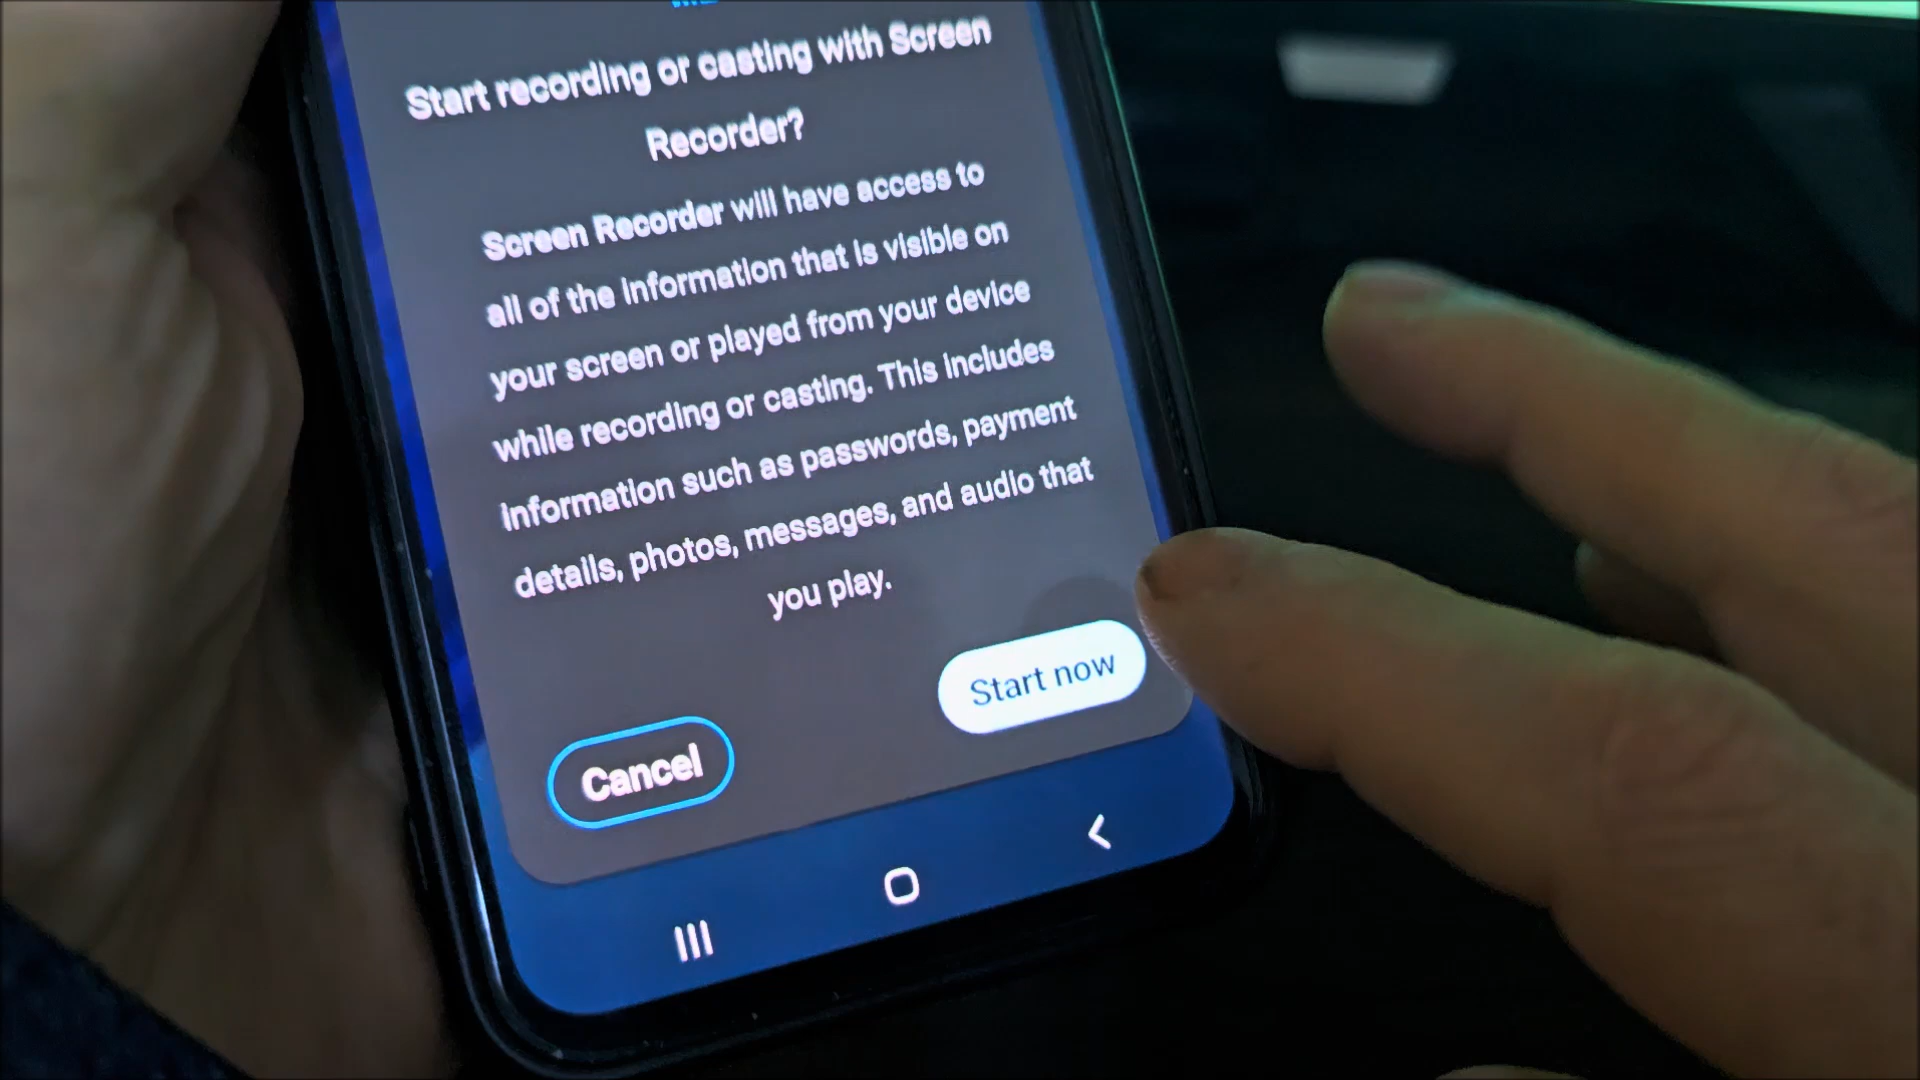 Start recording or casting with Screen
Recorder?
Screen Recorder will have access to
all of the information that is visible on
your screen or played from your device
while recording or casting. This includes
information such as passwords, payment
details, photos, messages, and audio that
you play.
Start now
Cancel